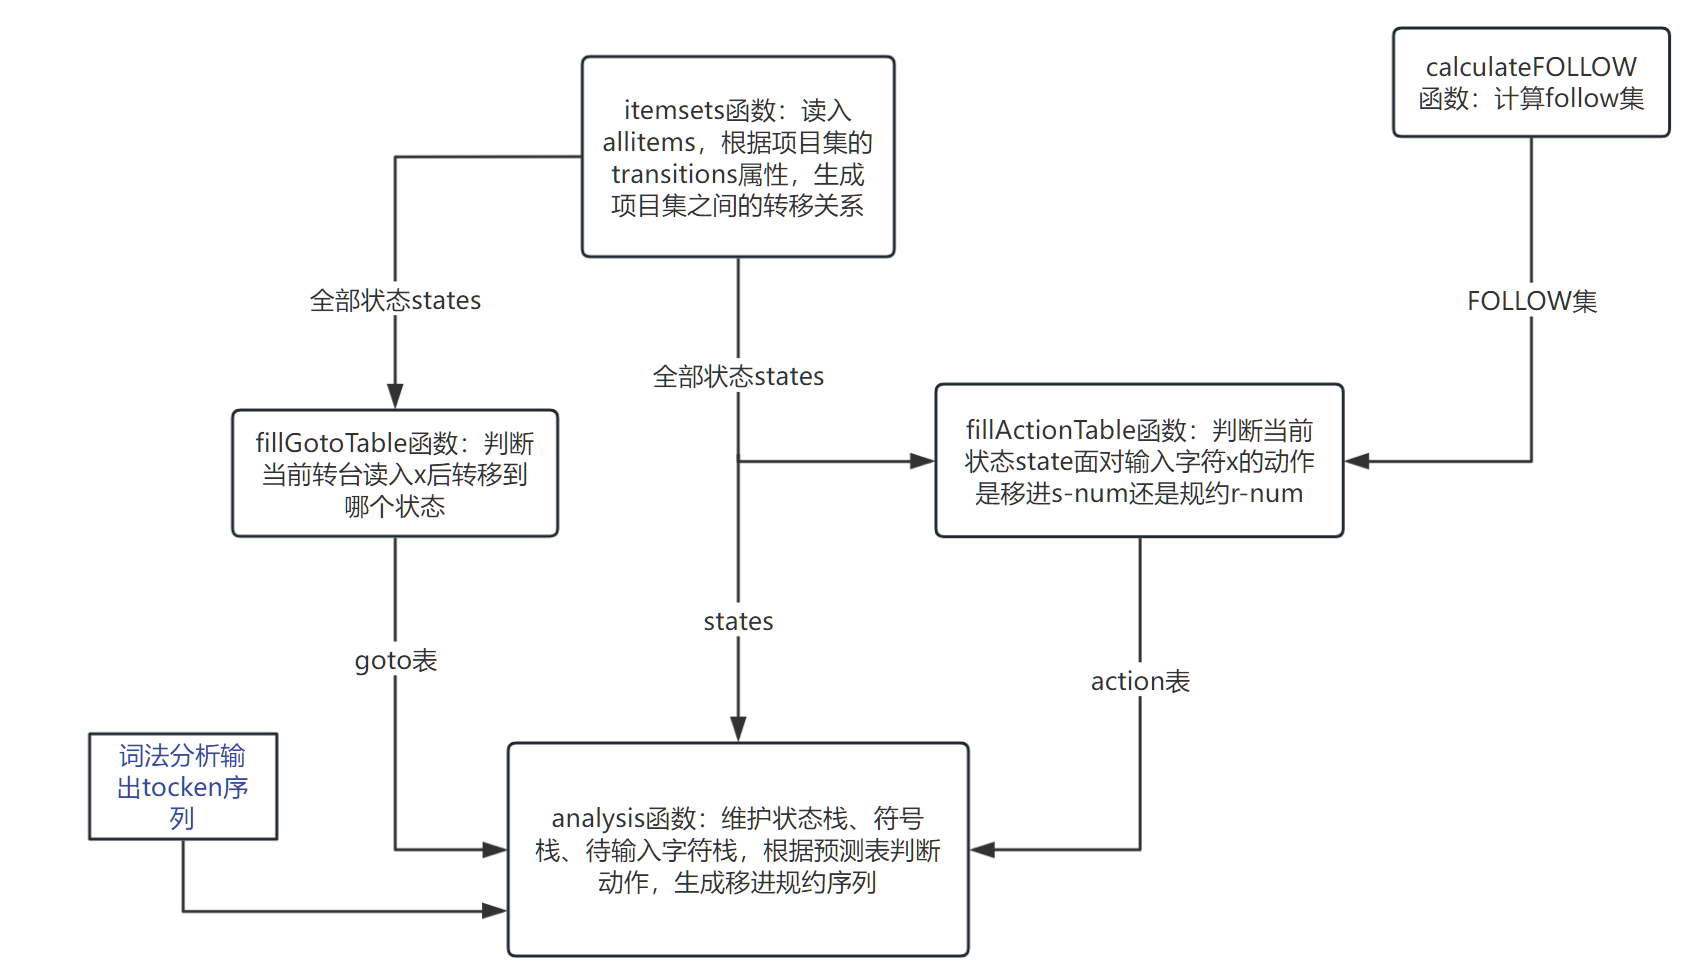 itemsets函数：读入
allitems，根据项目集的
transitions属性，生成
项目集之间的转移关系
calculateFOLLOW
函数：计算follow集
全部状态states
全部状态states
FOLLOW集
fillGotoTable函数：判断
当前转台读入x后转移到
哪个状态
fillActionTable函数：判断当前
状态state面对输入字符x的动作
是移进s-num还是规约r-num
states
goto表
action表
词法分析输
出tocken序
列
analysis函数：维护状态栈、符号
栈、待输入字符栈，根据预测表判断
动作，生成移进规约序列